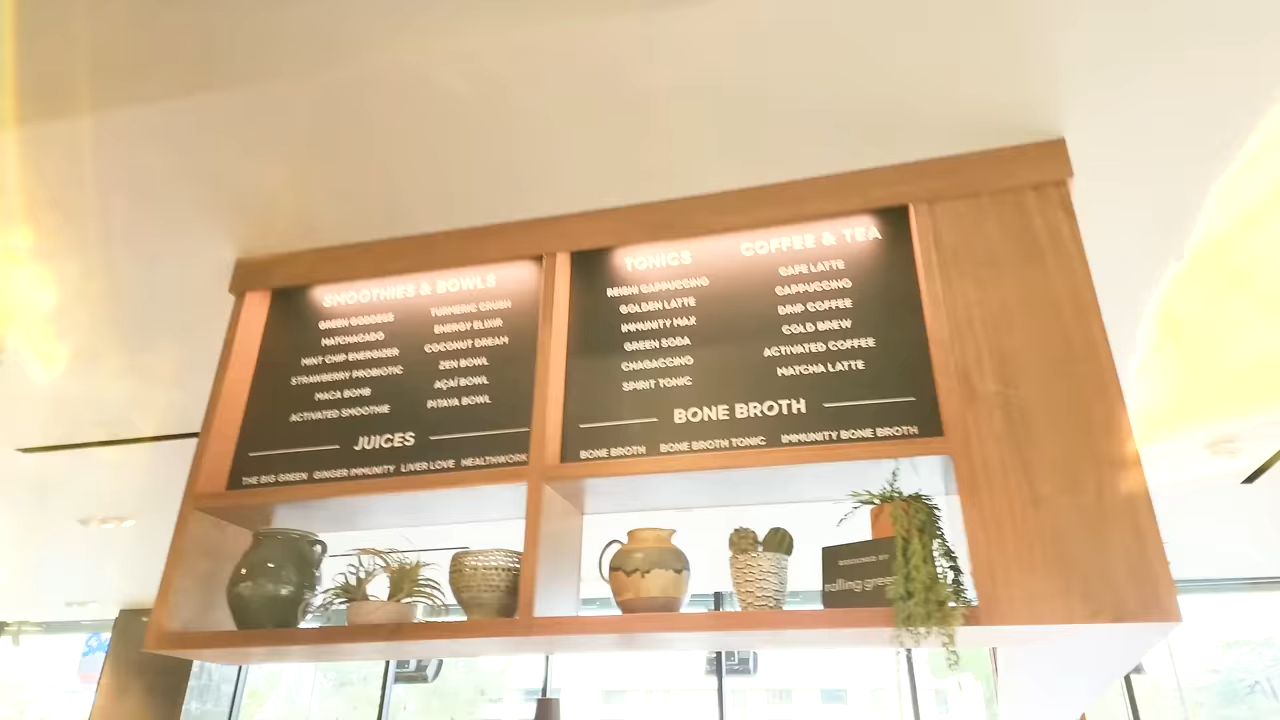 SMOOTHIES & BOWLS
GREEN GODDESS
MATCHACADO
MINT CHIP ENERGIZER
STRAWBERRY PROBIOTIC
MACA BOMB
ACTIVATED SMOOTHIE
TURMERIC CRUSH
ENERGY ELIXIR
COCONUT DREAM
ZEN BOWL
AÇAÍ BOWL
PITAYA BOWL
JUICES
THE BIG GREEN GINGER IMMUNITY LIVER LOVE HEALTHWORK
TONICS
REISHI CAPPUCCINO
GOLDEN LATTE
IMMUNITY MAX
GREEN SODA
CHAGACCINO
SPIRIT TONIC
COFFEE & TEA
CAFE LATTE
CAPPUCCINO
DRIP COFFEE
COLD BREW
ACTIVATED COFFEE
MATCHA LATTE
BONE BROTH
BONE BROTH BONE BROTH TONIC IMMUNITY BONE BROTH
rolling gree